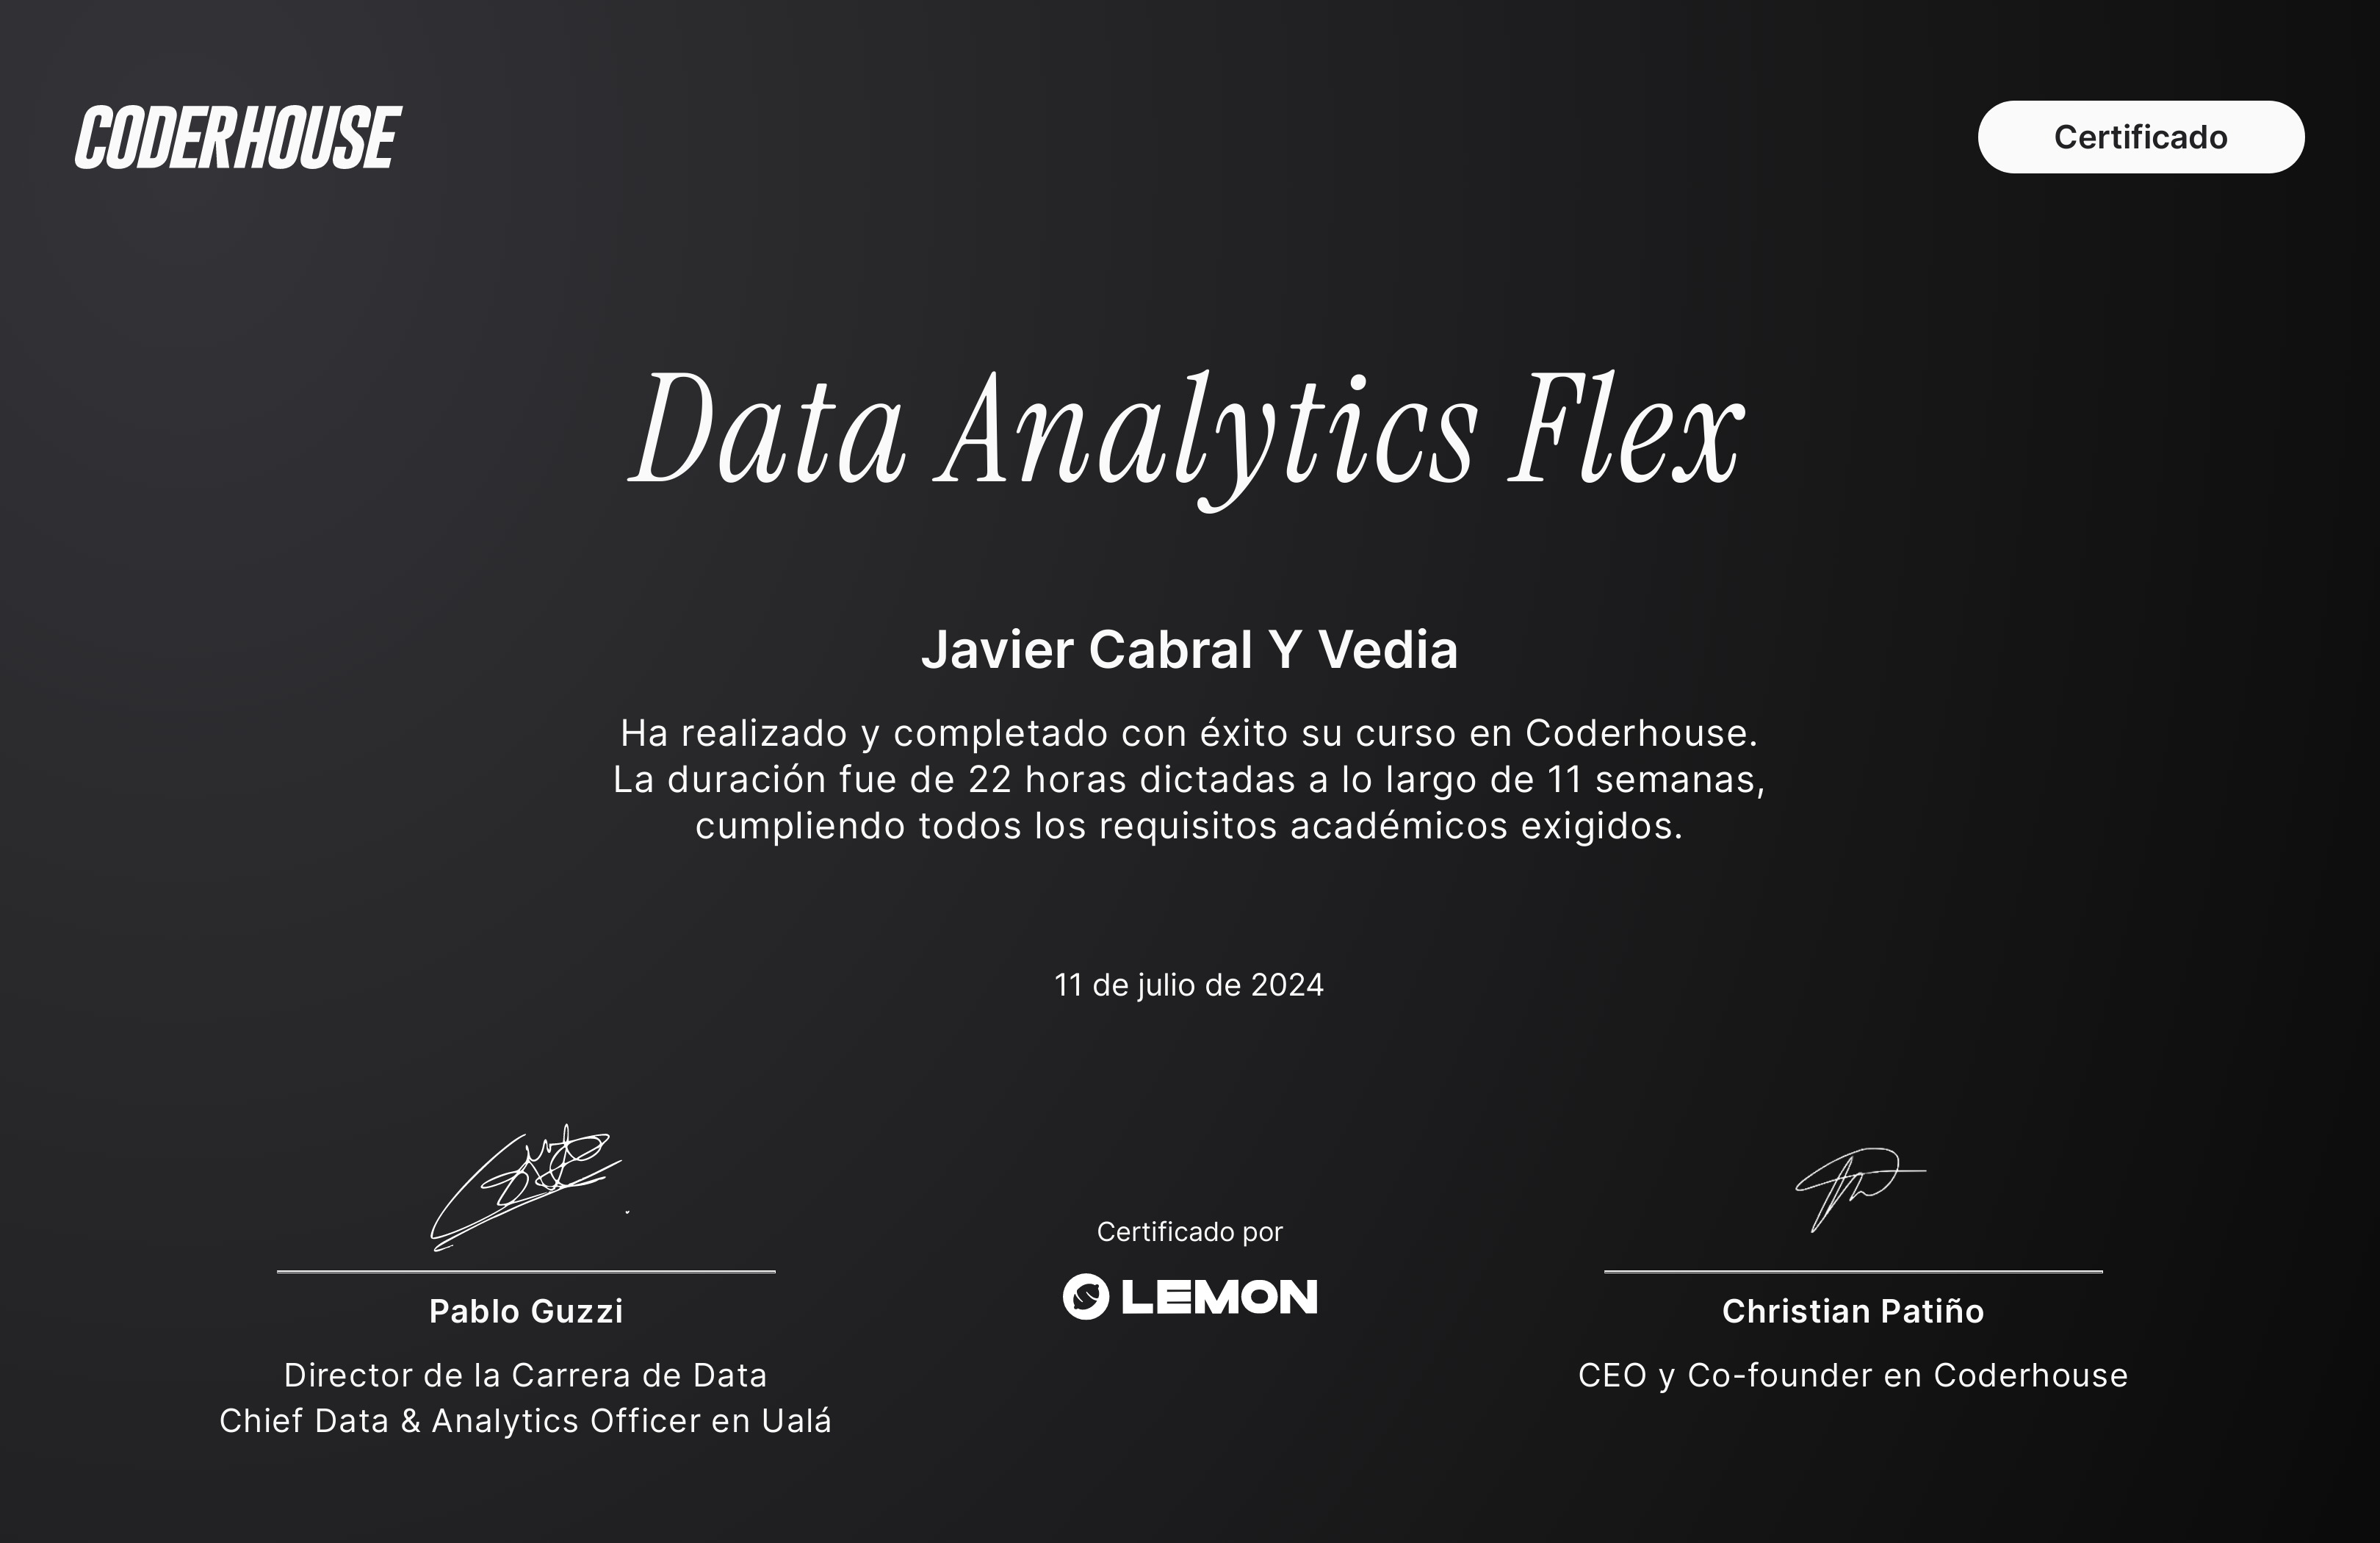 CODERHOUSE
Certificado
Data Analytics Flex
Javier Cabral Y Vedia
Ha realizado y completado con éxito su curso en Coderhouse.
La duración fue de 22 horas dictadas a lo largo de 11 semanas,
cumpliendo todos los requisitos académicos exigidos.
11 de julio de 2024
Certificado por
LEMON
Pablo Guzzi
Director de la Carrera de Data
Chief Data & Analytics Officer en Ualá
Christian Patiño
CEO y Co-founder en Coderhouse